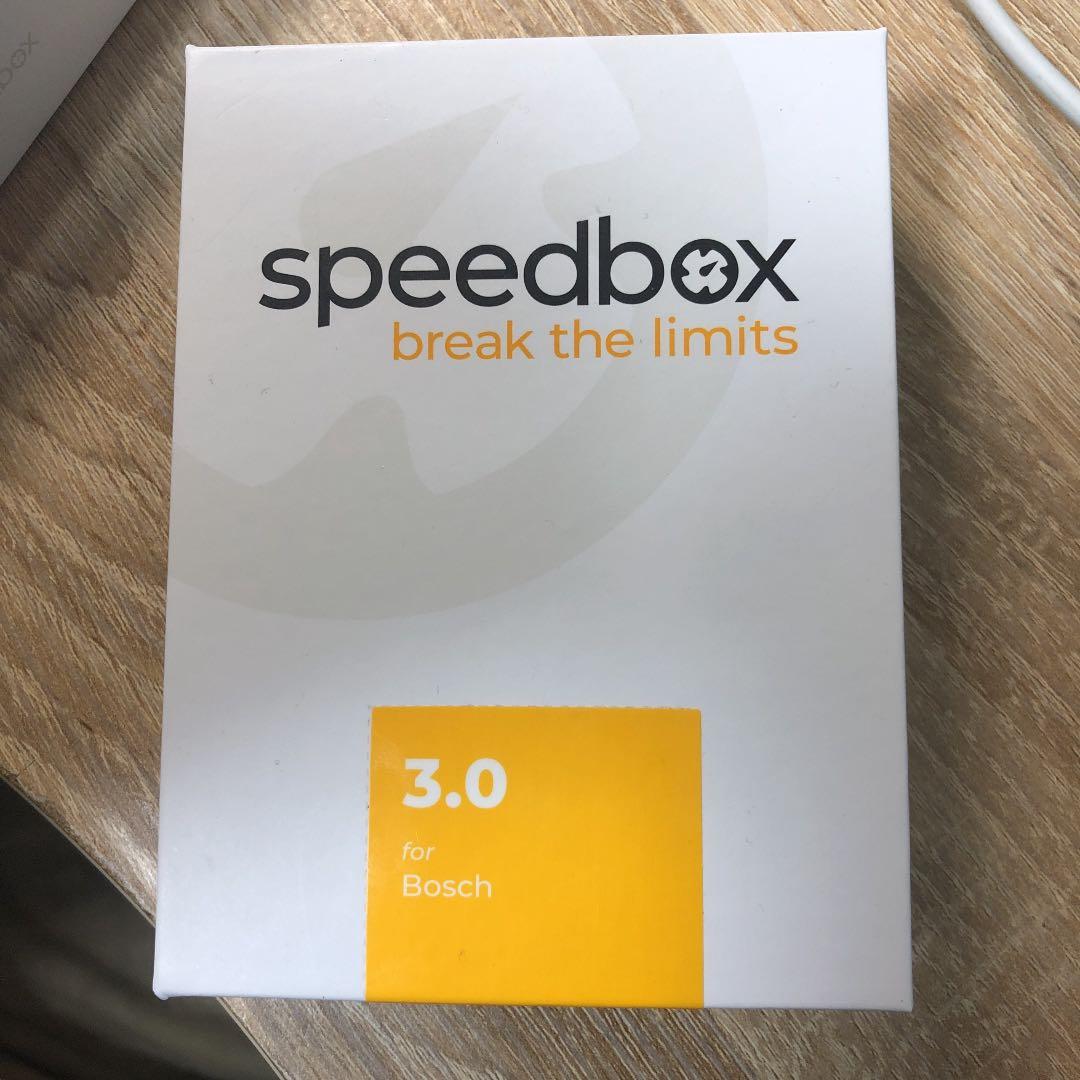 speedbox
break the limits
3.0
for
Bosch